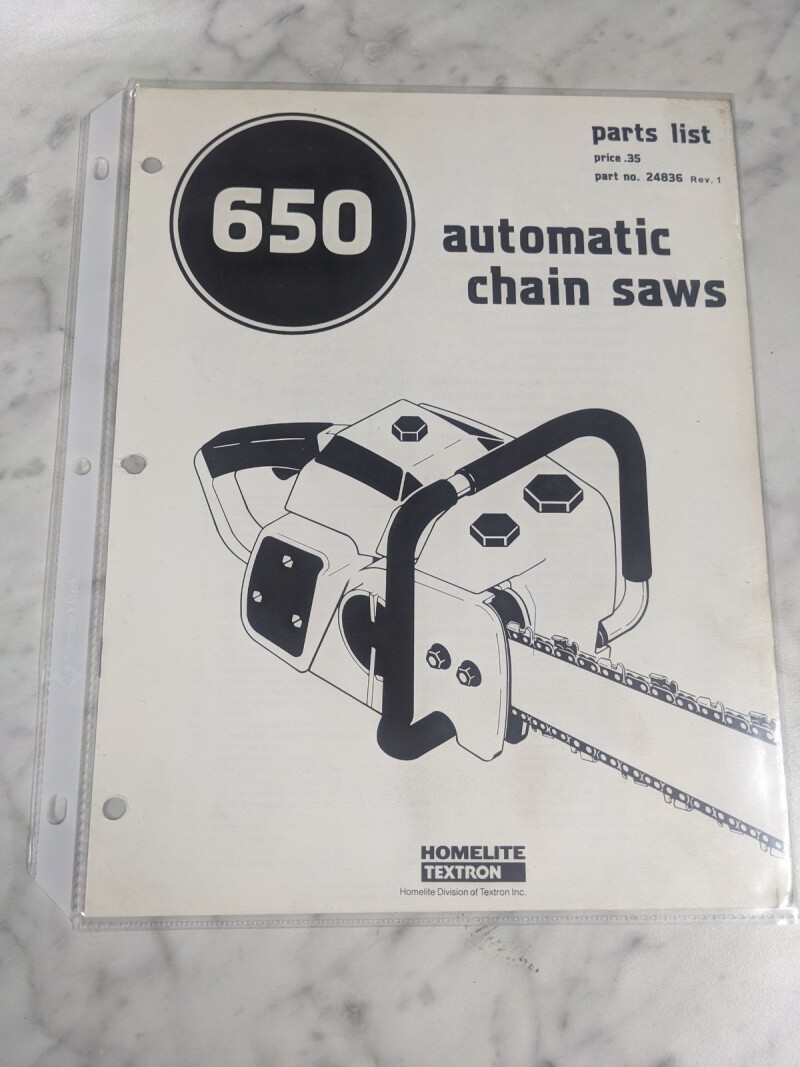 650
parts list
price .35
part no. 24836 Rev. 1
automatic
chain saws
HOMELITE
TEXTRON
Homelite Division of Textron Inc.